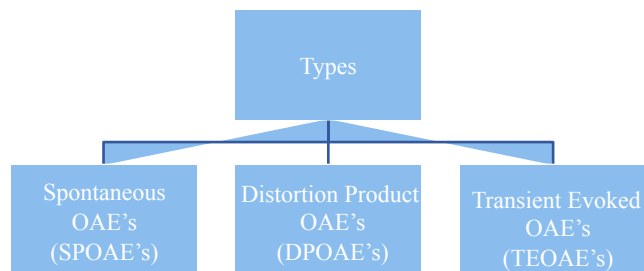 Types
Spontaneous
OAE’s
(SPOAE’s)
Distortion Product
OAE’s
(DPOAE’s)
Transient Evoked
OAE’s
(TEOAE’s)